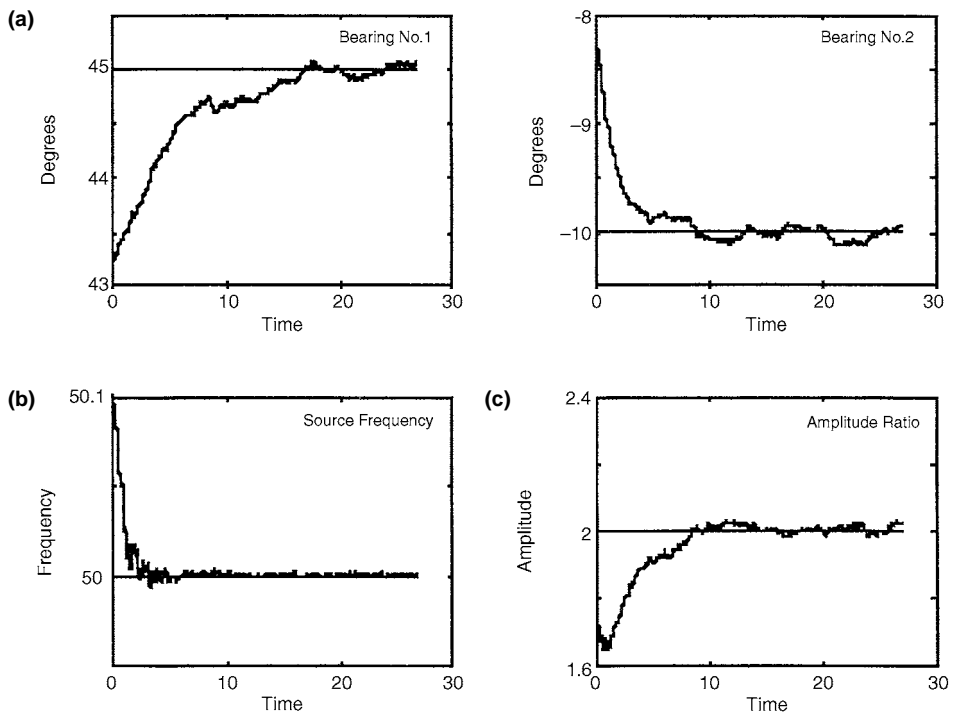 (a)
Bearing No.1
45
44
43
Degrees
0
10
20
30
Time
Bearing No.2
-8
-9
-10
Degrees
0
10
20
30
Time
(b)
Source Frequency
50.1
50
Frequency
0
10
20
30
Time
(c)
Amplitude Ratio
2.4
2
1.6
Amplitude
0
10
20
30
Time